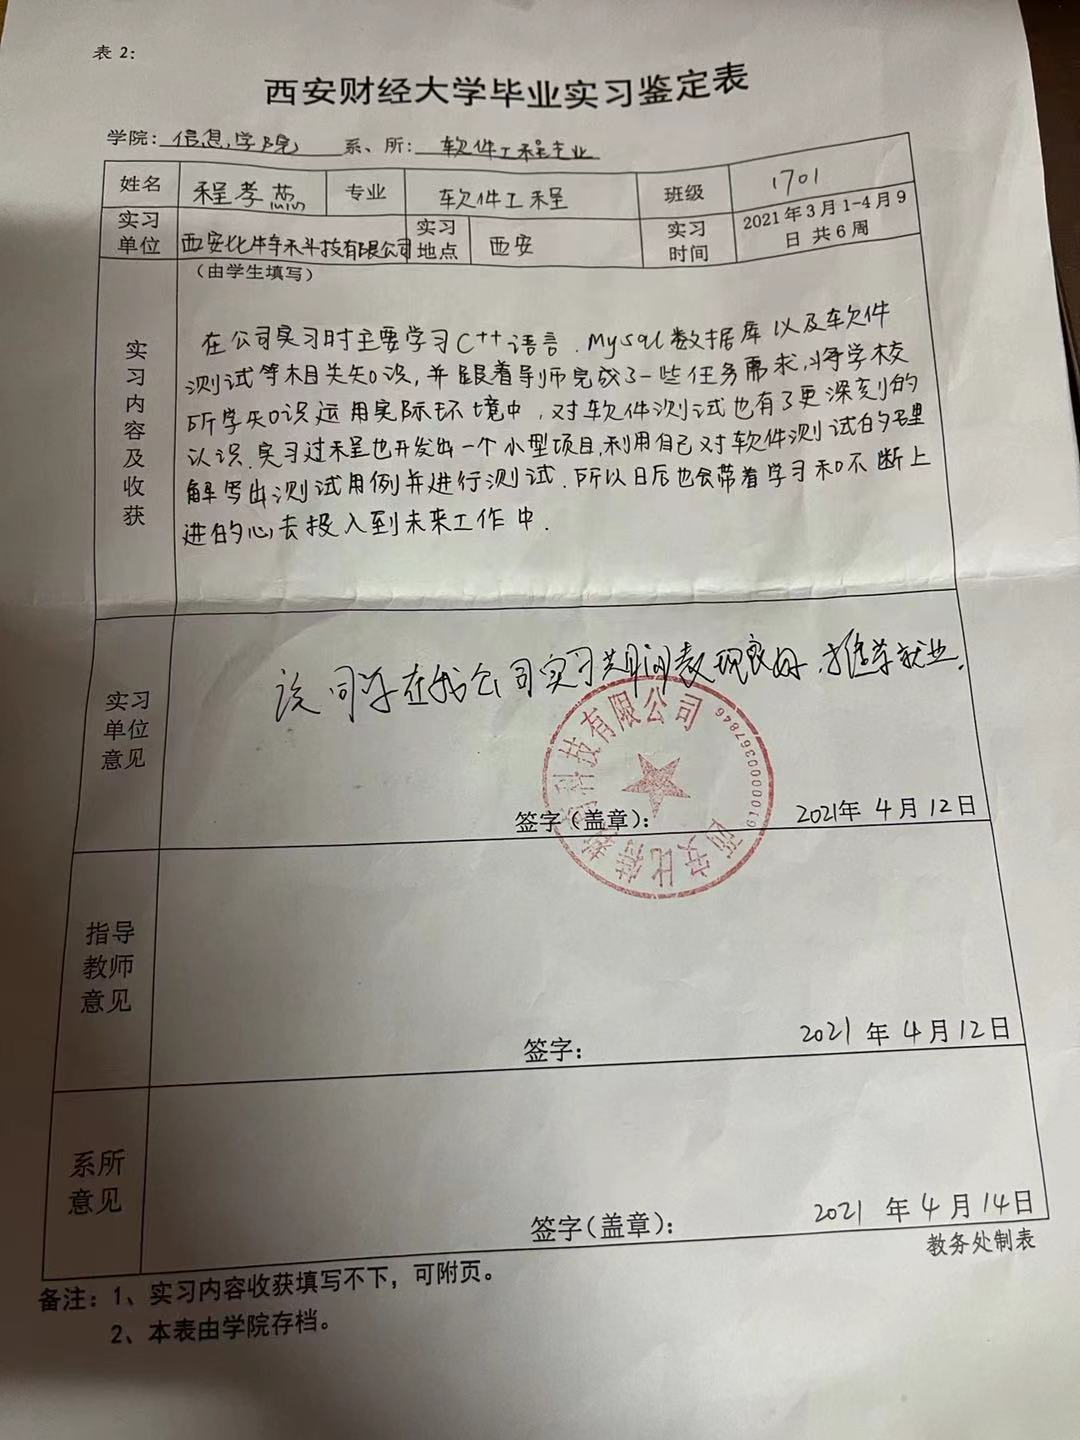 表 2：
西安财经大学毕业实习鉴定表
学院：信息学院 系、所：软件工程专业
姓名 程孝 专业 软件工程 班级 1701
实习单位 西安比特科技有限公司 实习地点 西安 实习时间 2021年3月1-4月9日 共6周
实习内容及收获
（由学生填写）
在公司实习时主要学习C++语言、Mysql数据库以及软件
测试等相关知识，并跟着导师完成了一些任务需求，将学校
所学知识运用实际环境中，对软件测试也有了更深刻的
认识.实习过程也开发出一个小型项目,利用自己对软件测试的理
解写出测试用例并进行测试.所以日后也会带着学习和不断上
进的心去投入到未来工作中.
实习单位意见
该同学在我公司实习期间表现良好，推荐就业。
西安比特 科技有限公司
6100000367846
签字（盖章）： 2021年 4月12日
指导教师意见
签字： 2021 年 4月12日
系所意见
签字（盖章）： 2021 年 4月14日
教务处制表
备注：1、实习内容收获填写不下，可附页。
2、本表由学院存档。